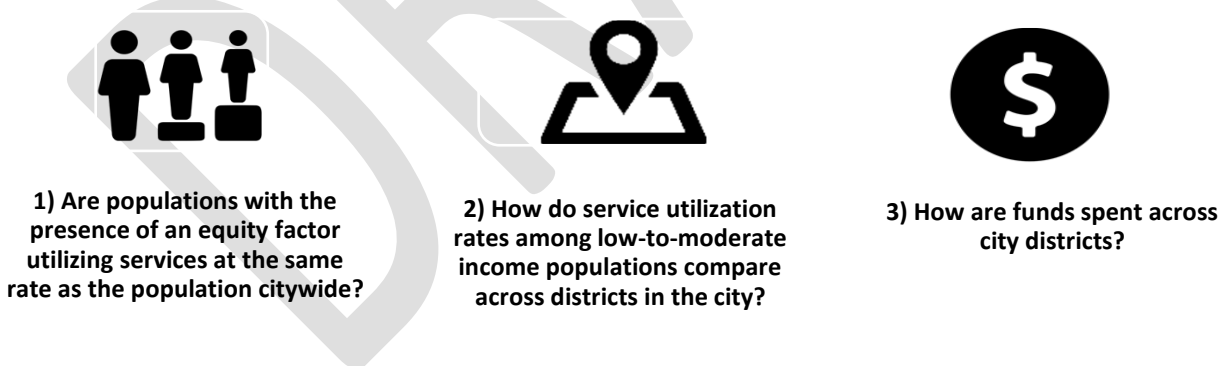 1) Are populations with the
presence of an equity factor
utilizing services at the same
rate as the population citywide?
2) How do service utilization
rates among low-to-moderate
income populations compare
across districts in the city?
$
3) How are funds spent across
city districts?